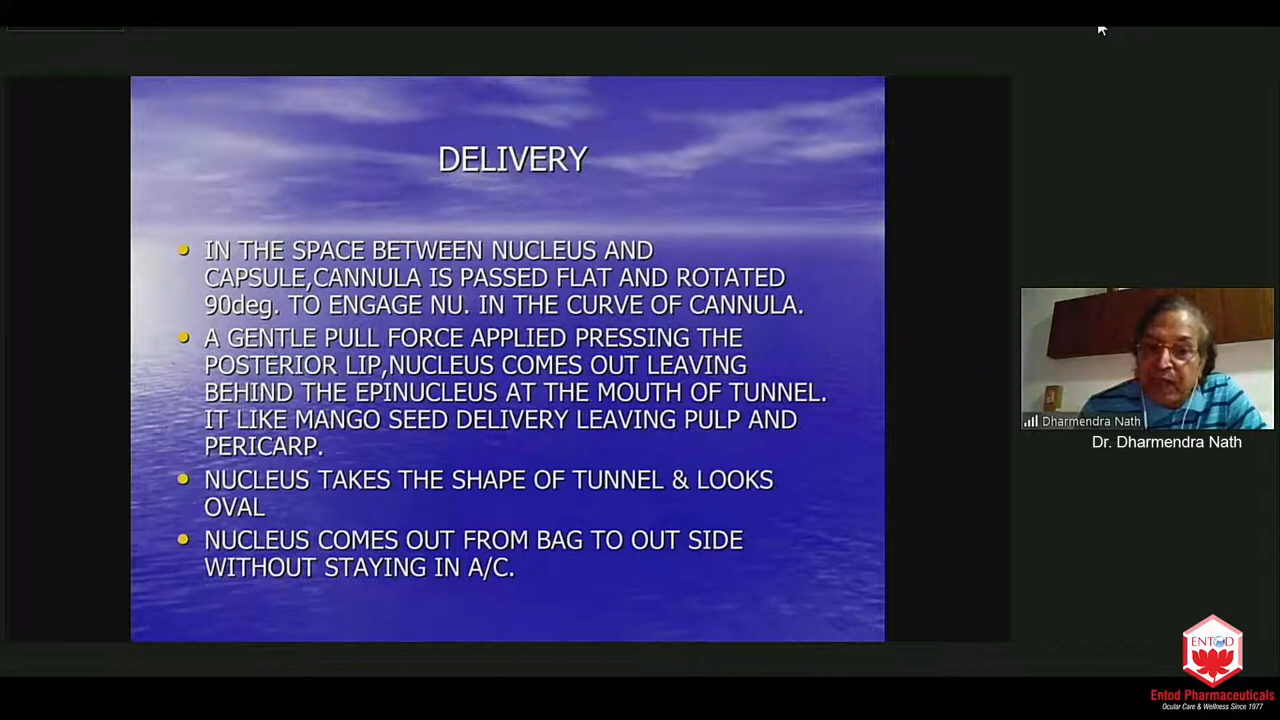 DELIVERY
IN THE SPACE BETWEEN NUCLEUS AND
CAPSULE,CANNULA IS PASSED FLAT AND ROTATED
90deg. TO ENGAGE NU. IN THE CURVE OF CANNULA.
A GENTLE PULL FORCE APPLIED PRESSING THE
POSTERIOR LIP,NUCLEUS COMES OUT LEAVING
BEHIND THE EPINUCLEUS AT THE MOUTH OF TUNNEL.
IT LIKE MANGO SEED DELIVERY LEAVING PULP AND
PERICARP.
NUCLEUS TAKES THE SHAPE OF TUNNEL & LOOKS
OVAL
NUCLEUS COMES OUT FROM BAG TO OUT SIDE
WITHOUT STAYING IN A/C.
Dharmendra Nath
Dr. Dharmendra Nath
ENTOD
Entod Pharmaceuticals
Ocular Care & Wellness Since 1977